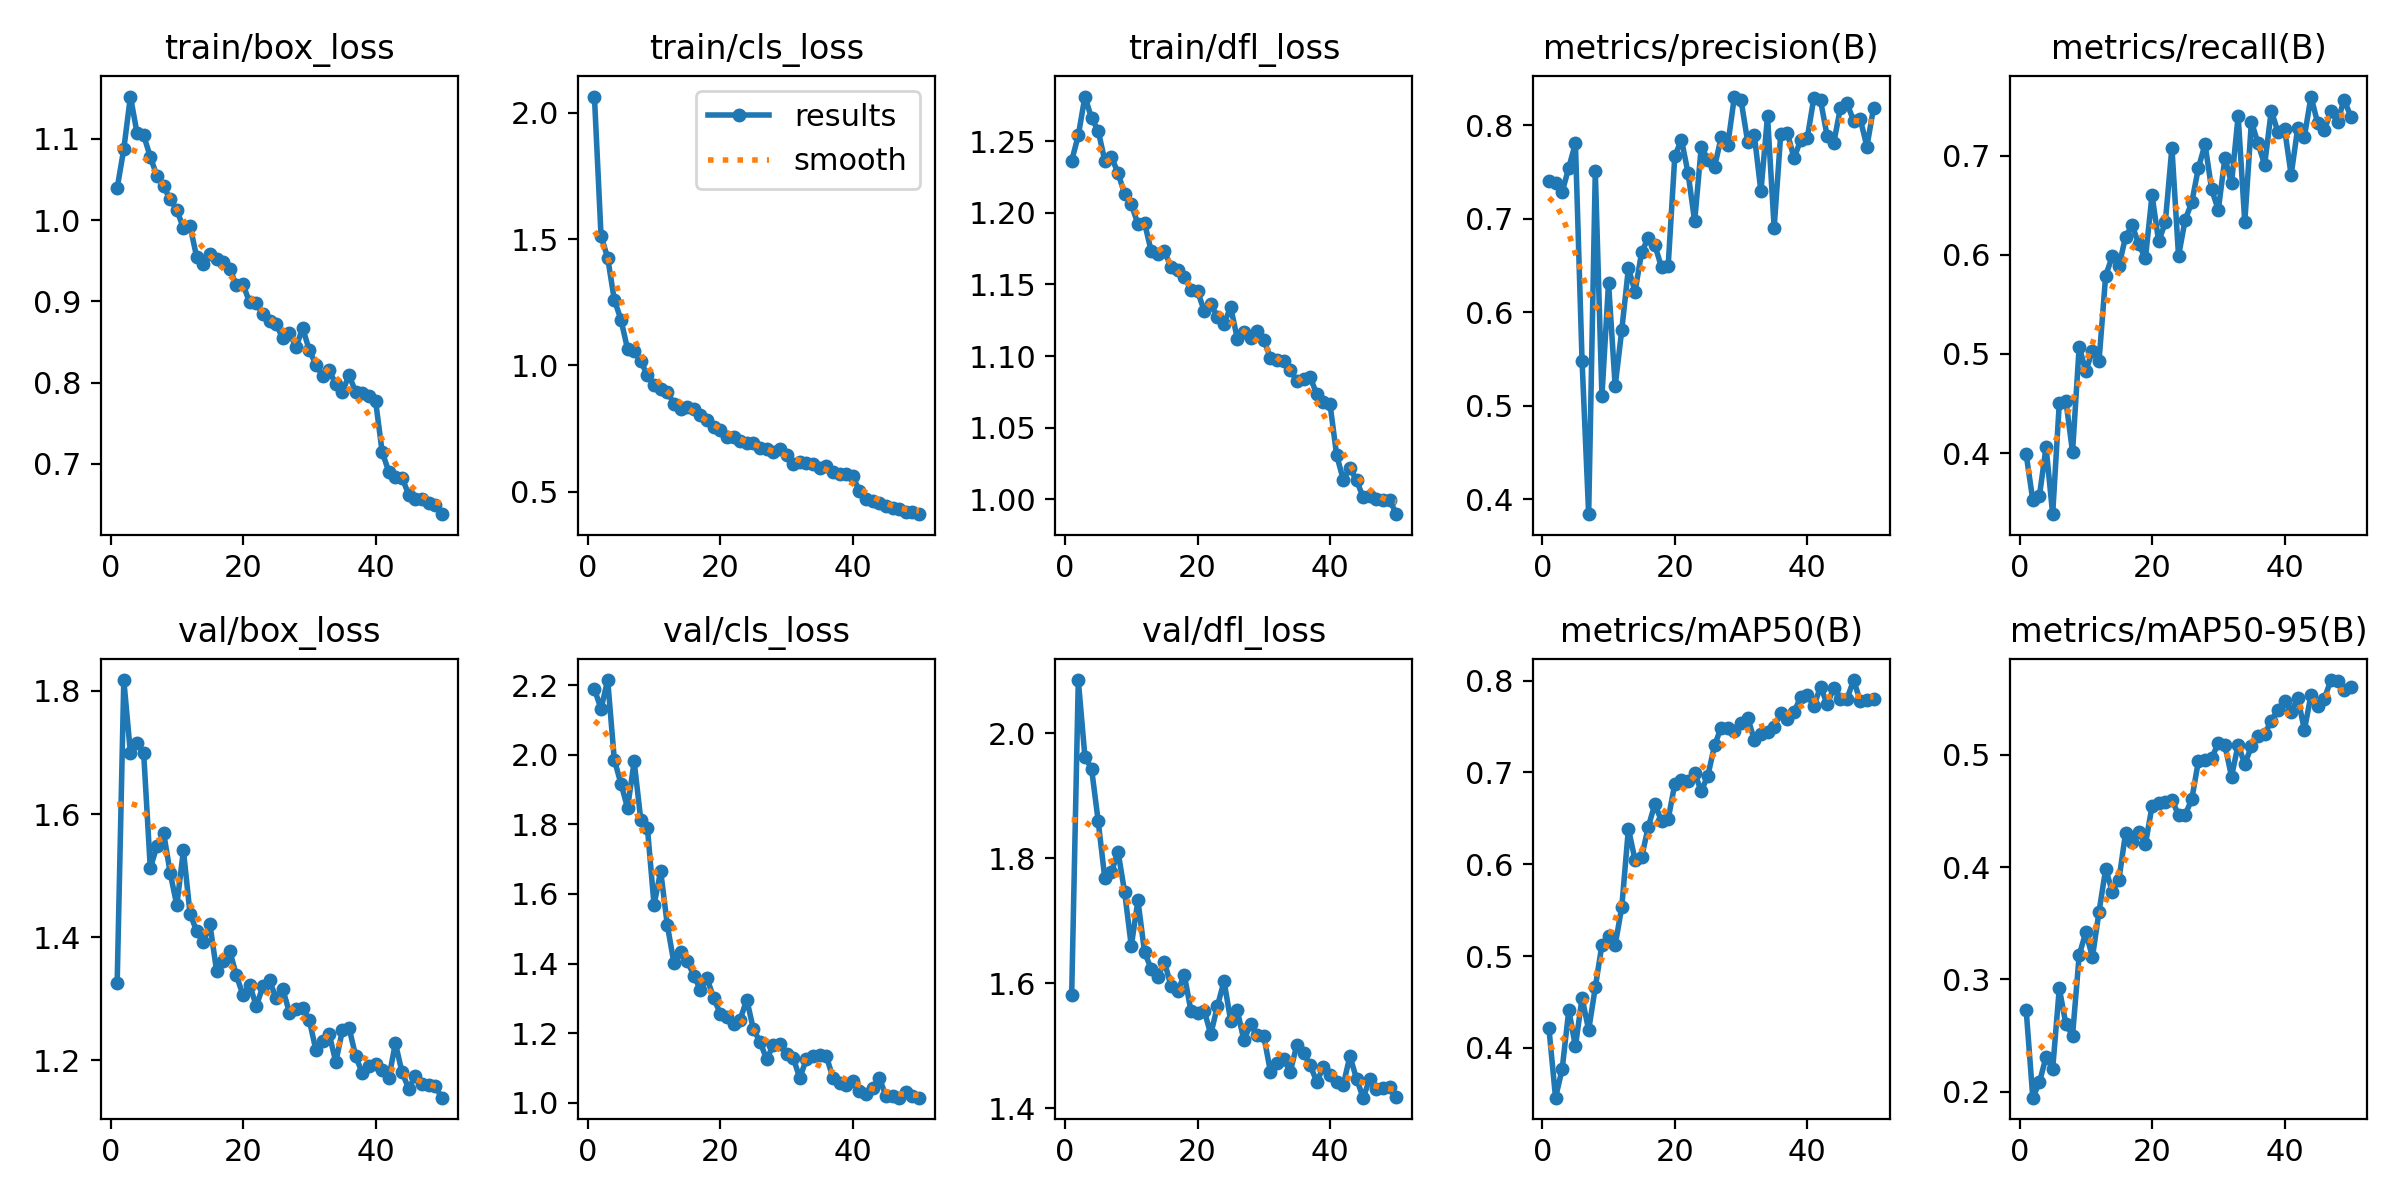 train/box_loss
1.1
1.0
0.9
0.8
0.7
0 20 40
train/cls_loss
results
smooth
2.0
1.5
1.0
0.5
0 20 40
train/dfl_loss
1.25
1.20
1.15
1.10
1.05
1.00
0 20 40
metrics/precision(B)
0.8
0.7
0.6
0.5
0.4
0 20 40
metrics/recall(B)
0.7
0.6
0.5
0.4
0 20 40
val/box_loss
1.8
1.6
1.4
1.2
0 20 40
val/cls_loss
2.2
2.0
1.8
1.6
1.4
1.2
1.0
0 20 40
val/dfl_loss
2.0
1.8
1.6
1.4
0 20 40
metrics/mAP50(B)
0.8
0.7
0.6
0.5
0.4
0 20 40
metrics/mAP50-95(B)
0.5
0.4
0.3
0.2
0 20 40